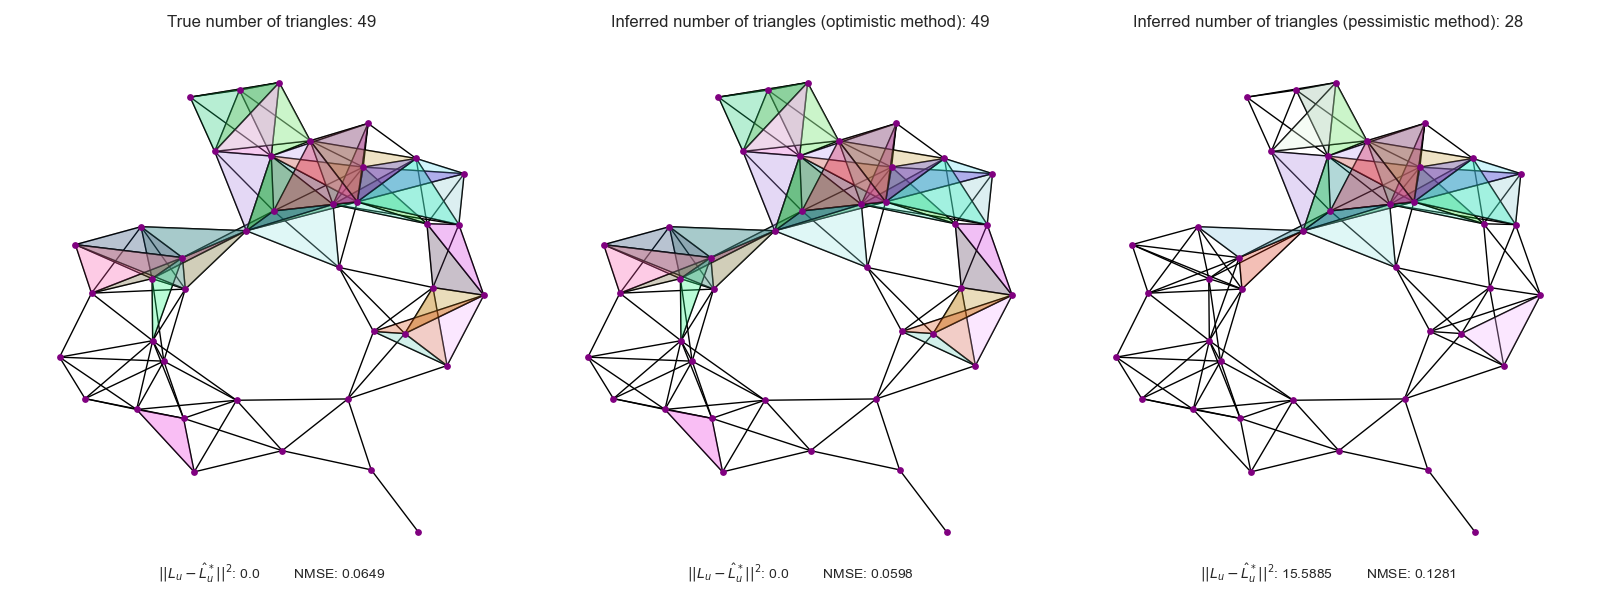 True number of triangles: 49
Inferred number of triangles (optimistic method): 49
Inferred number of triangles (pessimistic method): 28
$||L_u - \hat{L}_u^*||^2$: 0.0 NMSE: 0.0649
$||L_u - \hat{L}_u^*||^2$: 0.0 NMSE: 0.0598
$||L_u - \hat{L}_u^*||^2$: 15.5885 NMSE: 0.1281